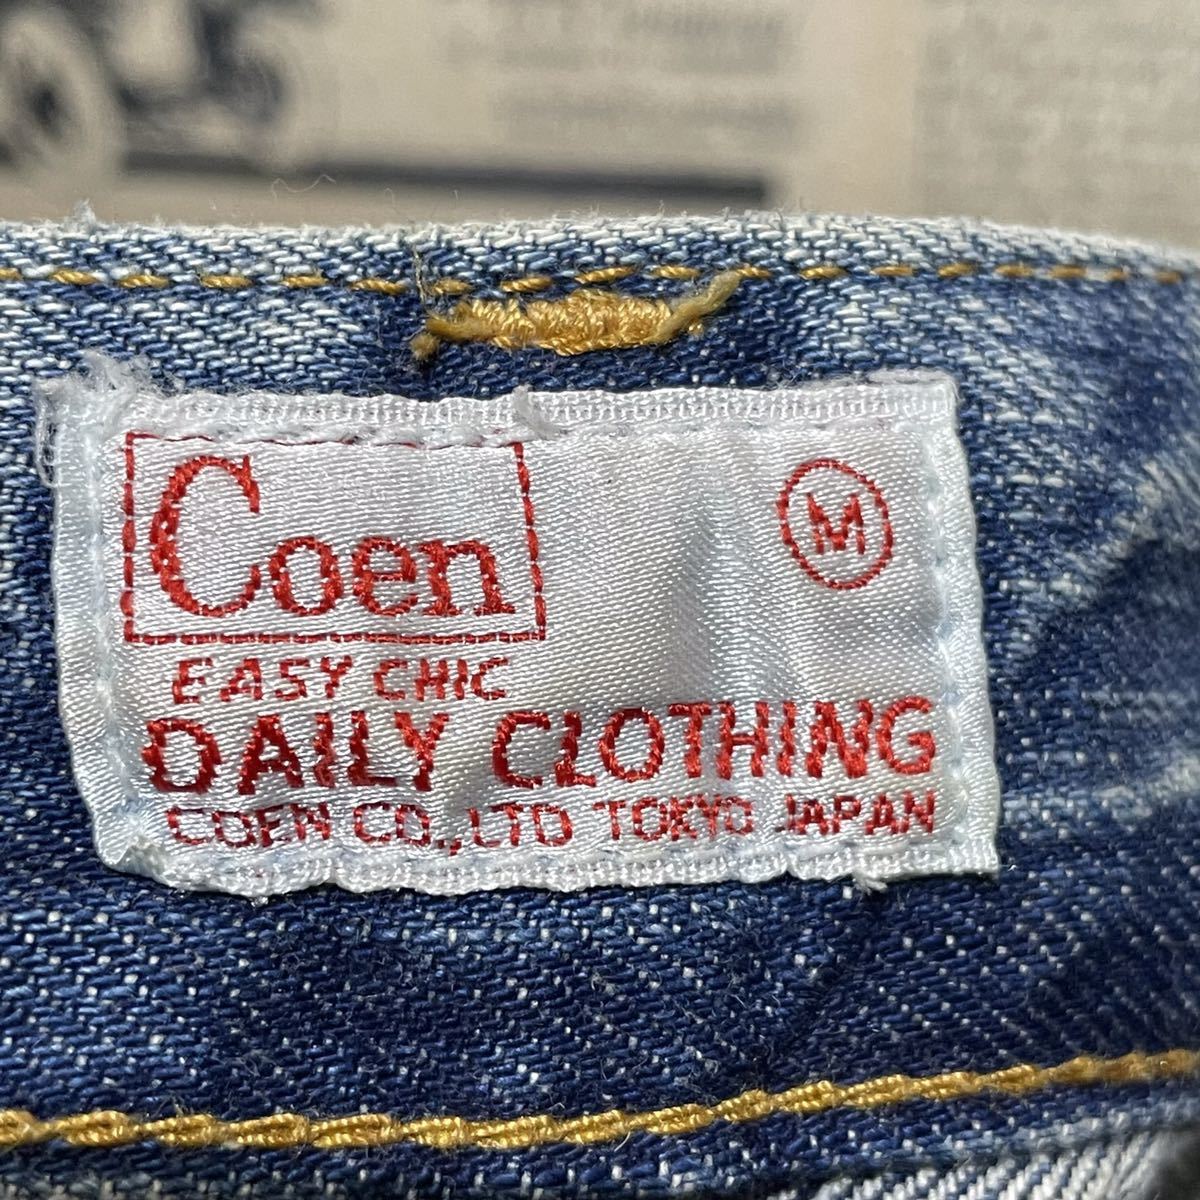 Coen
M
EASY CHIC
DAILY CLOTHING
COEN CO.,LTD TOKYO JAPAN